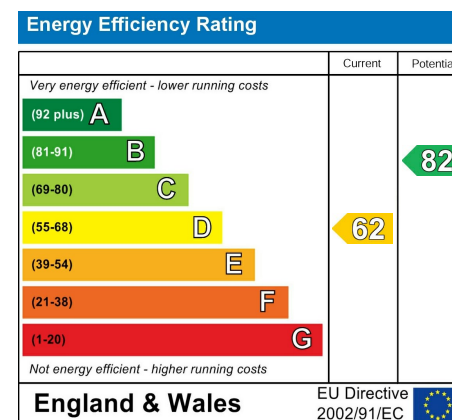 Energy Efficiency Rating
Current Potentia
Very energy efficient - lower running costs
(92 plus) A
(81-91) B
82
(69-80) C
(55-68) D
62
(39-54) E
(21-38) F
(1-20) G
Not energy efficient - higher running costs
England & Wales
EU Directive
2002/91/EC